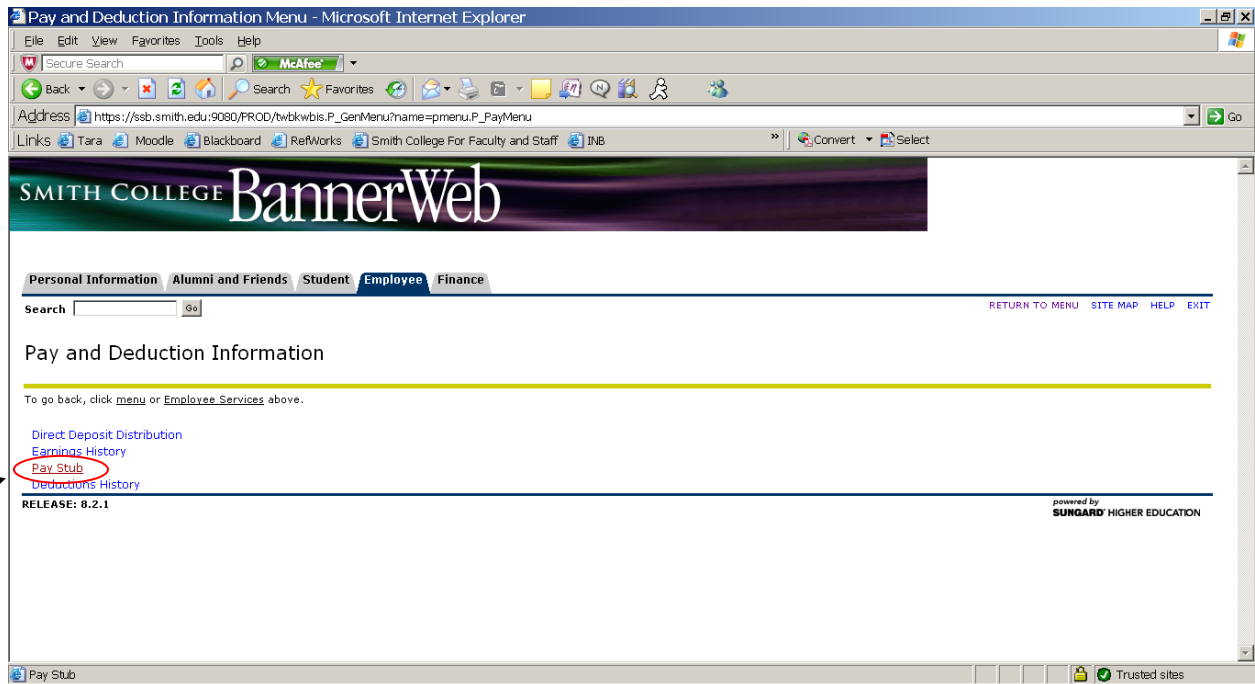 Pay and Deduction Information Menu - Microsoft Internet Explorer
File Edit View Favorites Tools Help
Secure Search McAfee
Back Search Favorites
Address https://ssb.smith.edu:9080/PROD/twbkwbis.P_GenMenu?name=pmenu.P_PayMenu Go
Links Tara Moodle Blackboard RefWorks Smith College For Faculty and Staff INB » Convert Select
SMITH COLLEGE BannerWeb
Personal Information Alumni and Friends Student Employee Finance
Search Go RETURN TO MENU SITE MAP HELP EXIT
Pay and Deduction Information
To go back, click menu or Employee Services above.
Direct Deposit Distribution
Earnings History
Pay Stub
Deductions History
RELEASE: 8.2.1 powered by
SUNGARD® HIGHER EDUCATION
Pay Stub Trusted sites